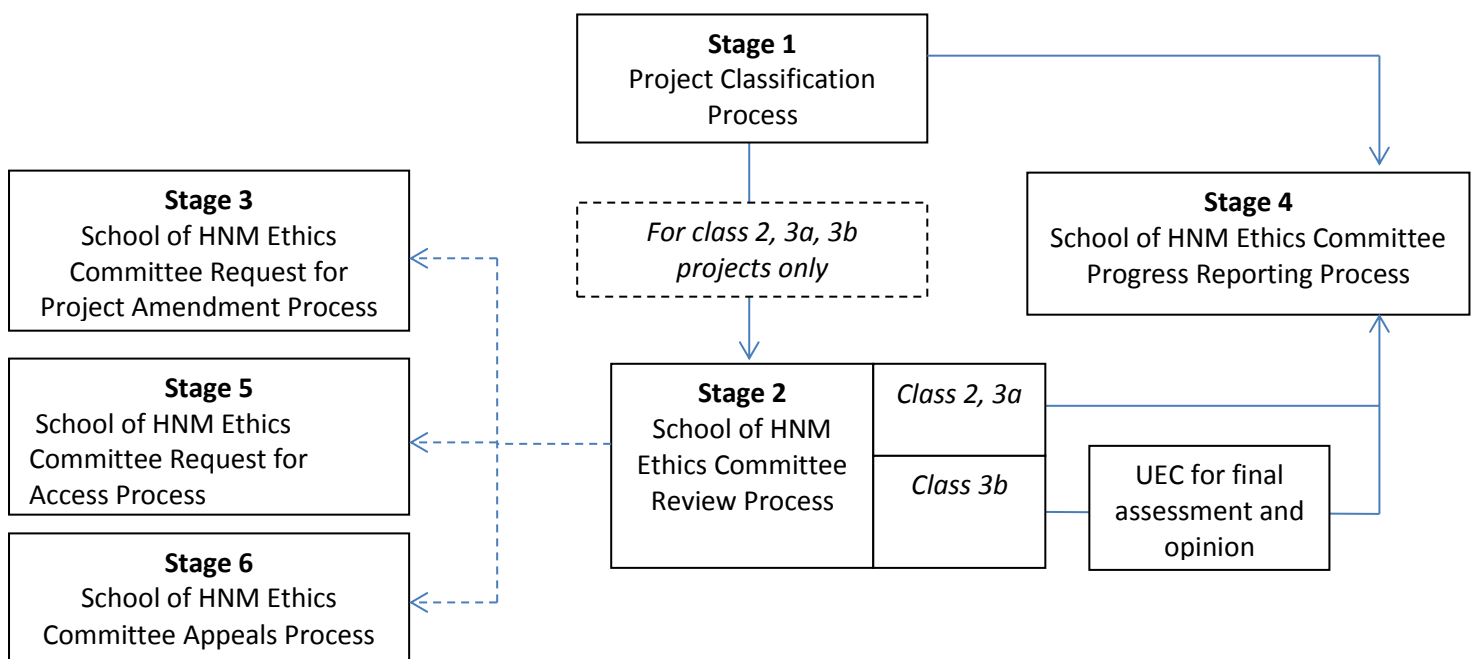 Stage 1
Project Classification
Process
Stage 3
School of HNM Ethics
Committee Request for
Project Amendment Process
For class 2, 3a, 3b
projects only
Stage 4
School of HNM Ethics Committee
Progress Reporting Process
Stage 5
School of HNM Ethics
Committee Request for
Access Process
Stage 2
School of HNM
Ethics Committee
Review Process
Class 2, 3a
Class 3b
UEC for final
assessment and
opinion
Stage 6
School of HNM Ethics
Committee Appeals Process